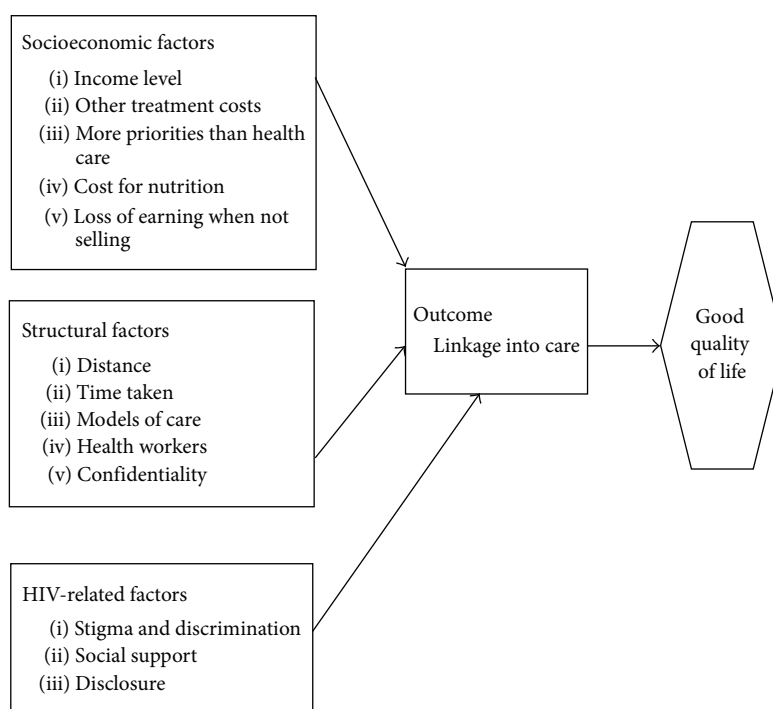 Socioeconomic factors
(i) Income level
(ii) Other treatment costs
(iii) More priorities than health
care
(iv) Cost for nutrition
(v) Loss of earning when not
selling
Structural factors
(i) Distance
(ii) Time taken
(iii) Models of care
(iv) Health workers
(v) Confidentiality
HIV-related factors
(i) Stigma and discrimination
(ii) Social support
(iii) Disclosure
Outcome
Linkage into care
Good
quality
of life